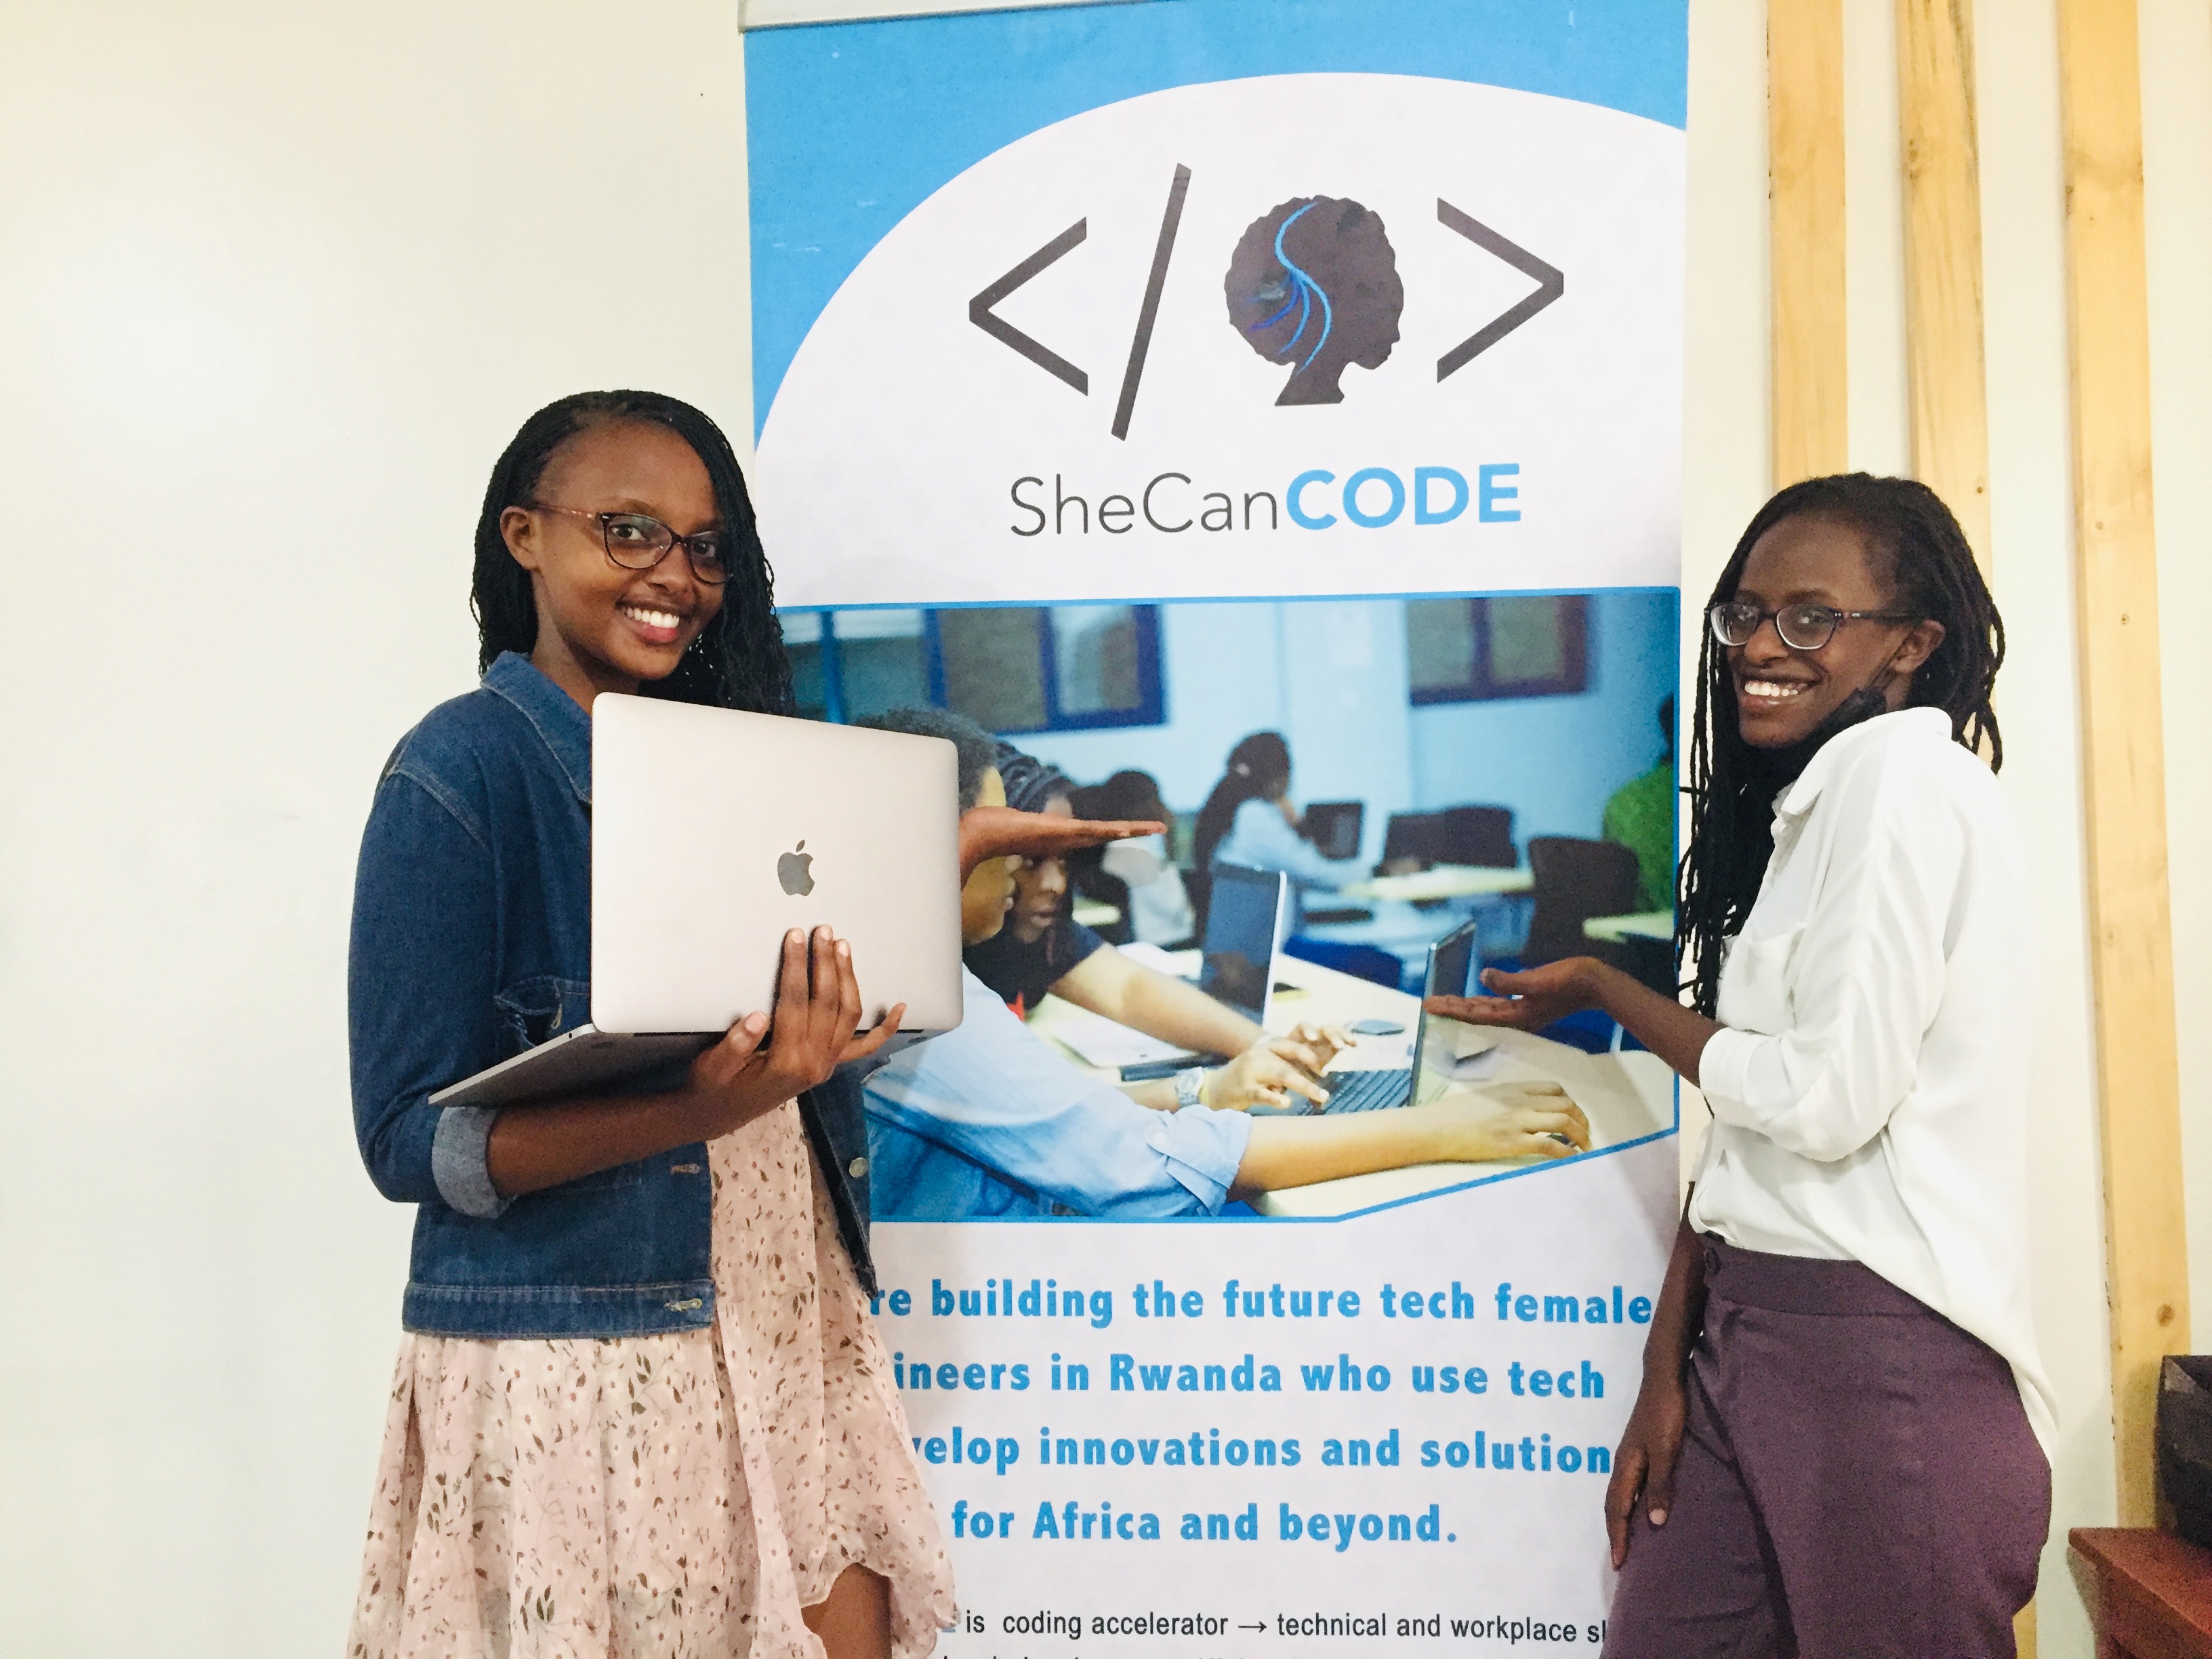 </>
SheCanCODE
re building the future tech female
ineers in Rwanda who use tech
velop innovations and solution
for Africa and beyond.
is coding accelerator → technical and workplace